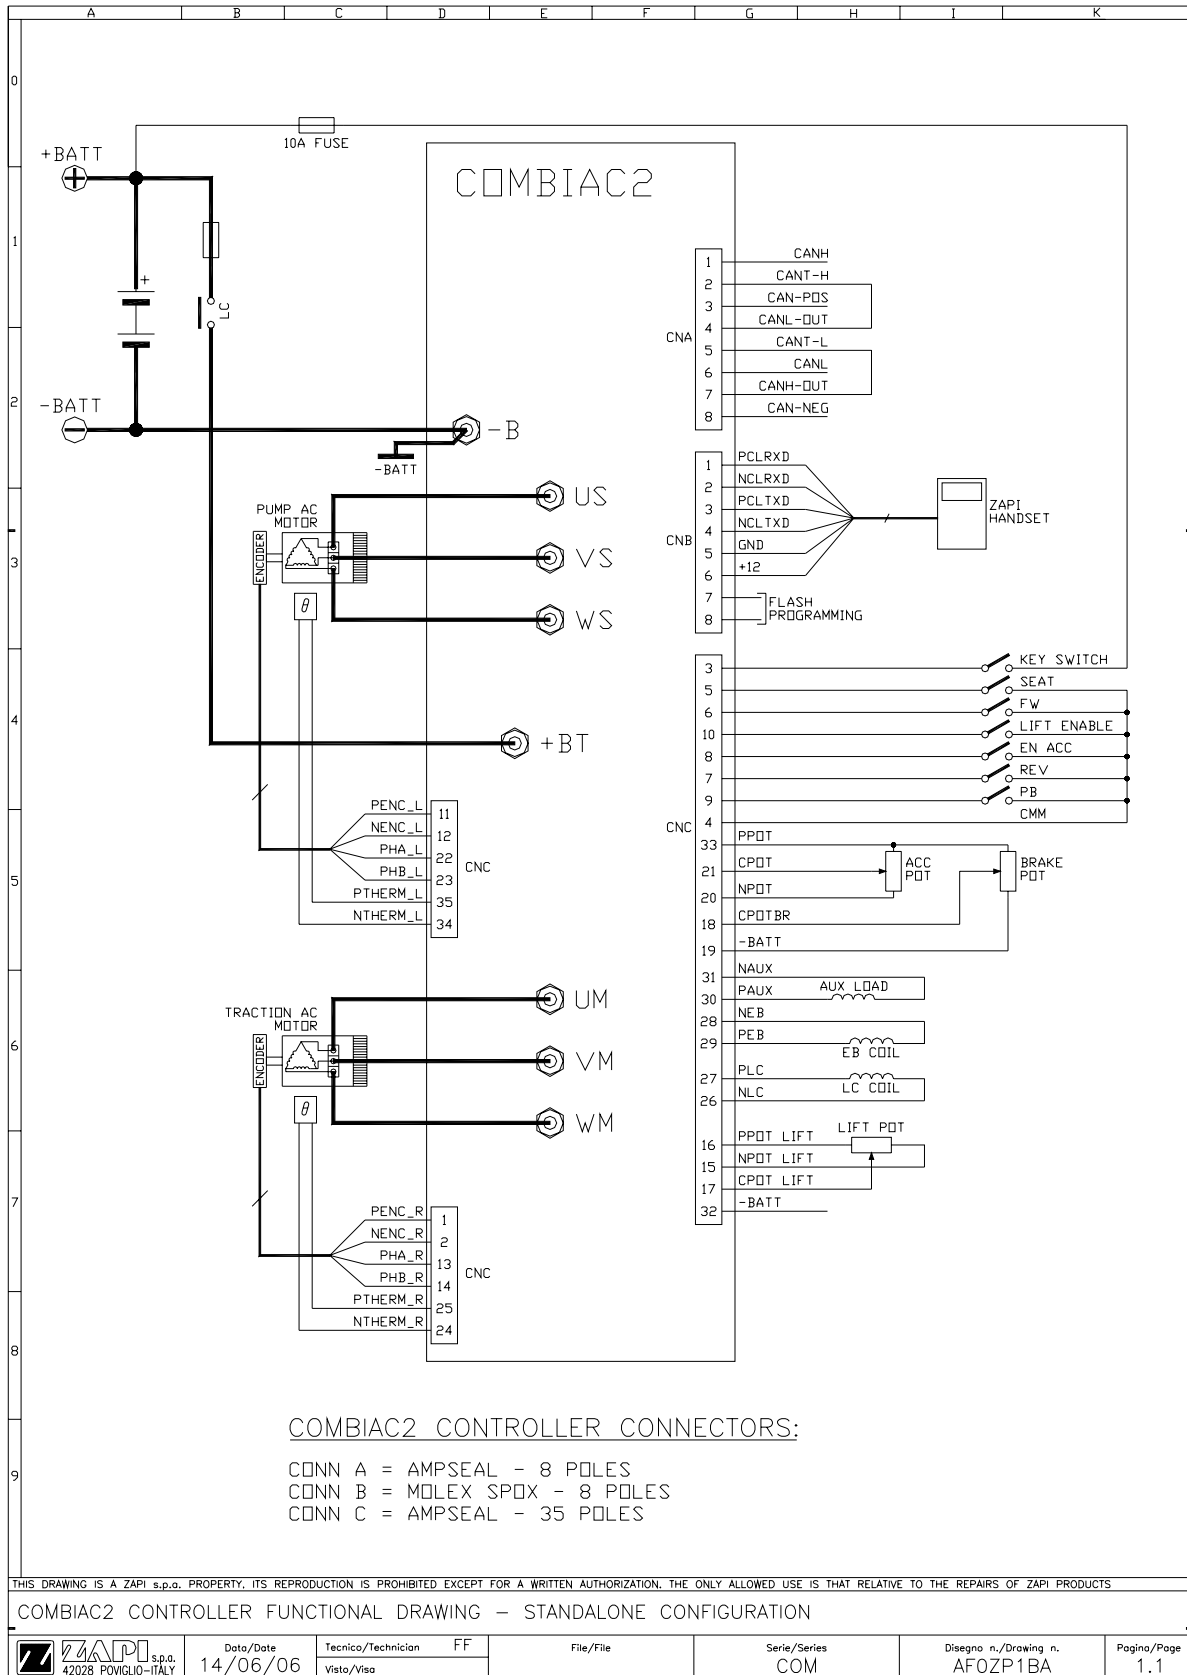 A B C D E F G H I K
0
10A FUSE
+BATT
COMBIAC2
1
+
LC
CNA
1 CANH
2 CANT-H
3 CAN-POS
4 CANL-OUT
5 CANT-L
6 CANL
7 CANH-OUT
8 CAN-NEG
2
-BATT
-B
-BATT
CNB
1 PCLRXD
2 NCLRXD
3 PCLTXD
4 NCLTXD
5 GND
6 +12
7
8
ZAPI
HANDSET
FLASH
PROGRAMMING
3
PUMP AC
MOTOR
ENCODER
θ
US
VS
WS
4
+BT
CNC
3 KEY SWITCH
5 SEAT
6 FW
10 LIFT ENABLE
8 EN ACC
7 REV
9 PB
4 CMM
33 PPOT
21 CPOT
20 NPOT
18 CPOTBR
19 -BATT
ACC
POT
BRAKE
POT
31 NAUX
30 PAUX
AUX LOAD
28 NEB
29 PEB
EB COIL
27 PLC
26 NLC
LC COIL
LIFT POT
16 PPOT LIFT
15 NPOT LIFT
17 CPOT LIFT
32 -BATT
5
PENC_L 11
NENC_L 12
PHA_L 22
PHB_L 23
PTHERM_L 35
NTHERM_L 34
CNC
6
TRACTION AC
MOTOR
ENCODER
θ
UM
VM
WM
7
PENC_R 1
NENC_R 2
PHA_R 13
PHB_R 14
PTHERM_R 25
NTHERM_R 24
CNC
8
9
COMBIAC2 CONTROLLER CONNECTORS:
CONN A = AMPSEAL - 8 POLES
CONN B = MOLEX SPOX - 8 POLES
CONN C = AMPSEAL - 35 POLES
THIS DRAWING IS A ZAPI s.p.a. PROPERTY. ITS REPRODUCTION IS PROHIBITED EXCEPT FOR A WRITTEN AUTHORIZATION. THE ONLY ALLOWED USE IS THAT RELATIVE TO THE REPAIRS OF ZAPI PRODUCTS
COMBIAC2 CONTROLLER FUNCTIONAL DRAWING – STANDALONE CONFIGURATION
ZAPI s.p.a.
42028 POVIGLIO-ITALY
Data/Date
14/06/06
Tecnico/Technician FF
Visto/Visa
File/File
Serie/Series
COM
Disegno n./Drawing n.
AF0ZP1BA
Pagina/Page
1.1